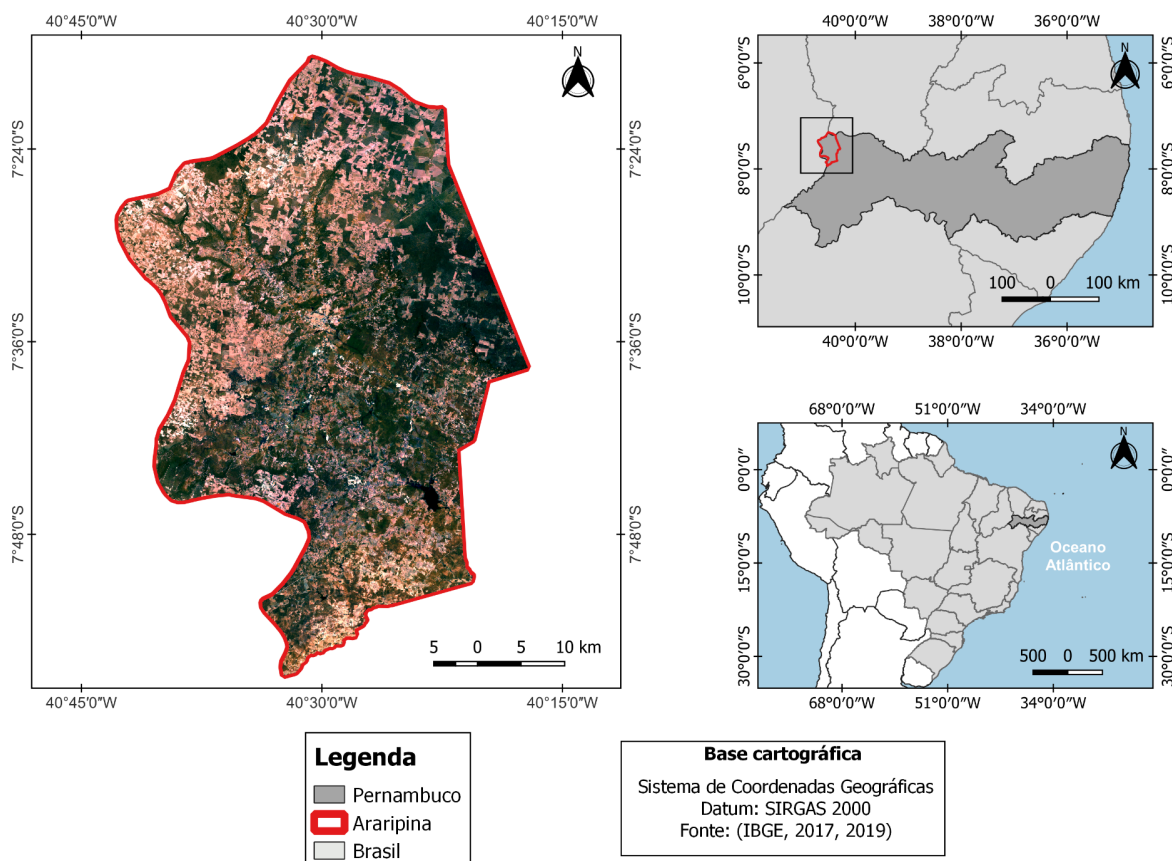 40°45′0″W 40°30′0″W 40°15′0″W
N
7°24′0″S 7°24′0″S
7°36′0″S 7°36′0″S
7°48′0″S 7°48′0″S
5 0 5 10 km
40°45′0″W 40°30′0″W 40°15′0″W
40°0′0″W 38°0′0″W 36°0′0″W
N
6°0′0″S 6°0′0″S
8°0′0″S 8°0′0″S
10°0′0″S 10°0′0″S
100 0 100 km
40°0′0″W 38°0′0″W 36°0′0″W
68°0′0″W 51°0′0″W 34°0′0″W
N
0°0′0″S 0°0′0″S
15°0′0″S 15°0′0″S
30°0′0″S 30°0′0″S
Oceano
Atlântico
500 0 500 km
68°0′0″W 51°0′0″W 34°0′0″W
Legenda
Pernambuco
Araripina
Brasil
Base cartográfica
Sistema de Coordenadas Geográficas
Datum: SIRGAS 2000
Fonte: (IBGE, 2017, 2019)